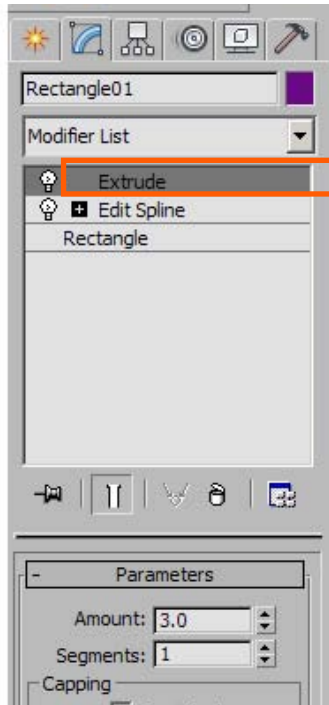 Rectangle01
Modifier List
Extrude
Edit Spline
Rectangle
- Parameters
Amount: 3.0
Segments: 1
Capping